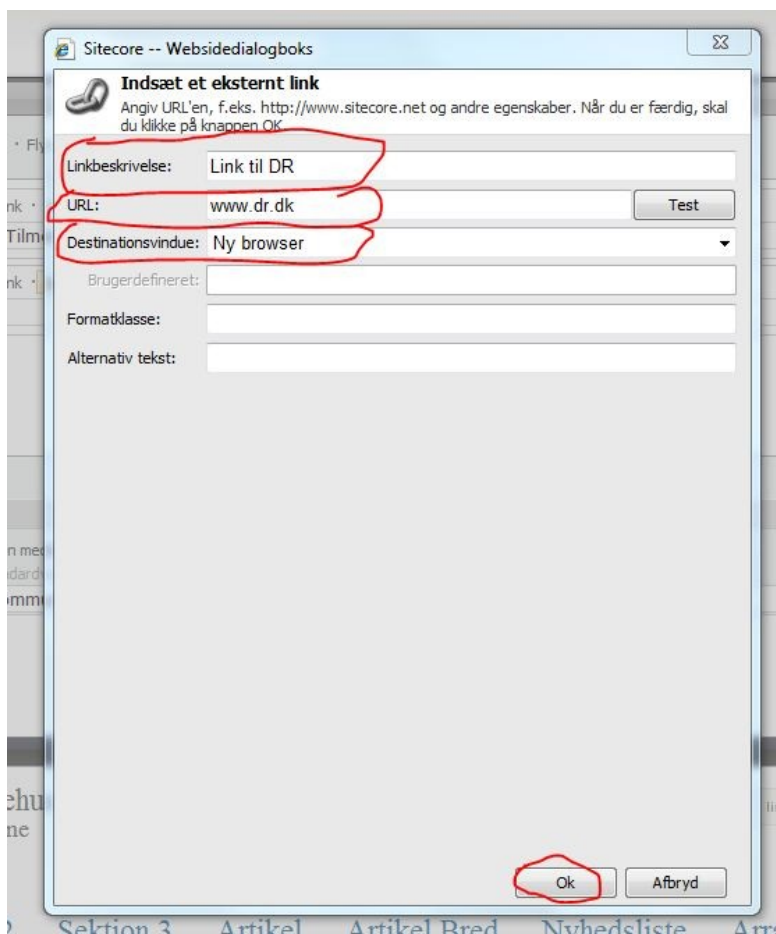 Sitecore -- Websidedialogboks
Indsæt et eksternt link
Angiv URL'en, f.eks. http://www.sitecore.net og andre egenskaber. Når du er færdig, skal
du klikke på knappen OK
Linkbeskrivelse: Link til DR
URL: www.dr.dk Test
Destinationsvindue: Ny browser
Brugerdefineret:
Formatklasse:
Alternativ tekst:
Ok Afbryd
Sektion 3 Artikel Artikel Bred Nyhedsliste